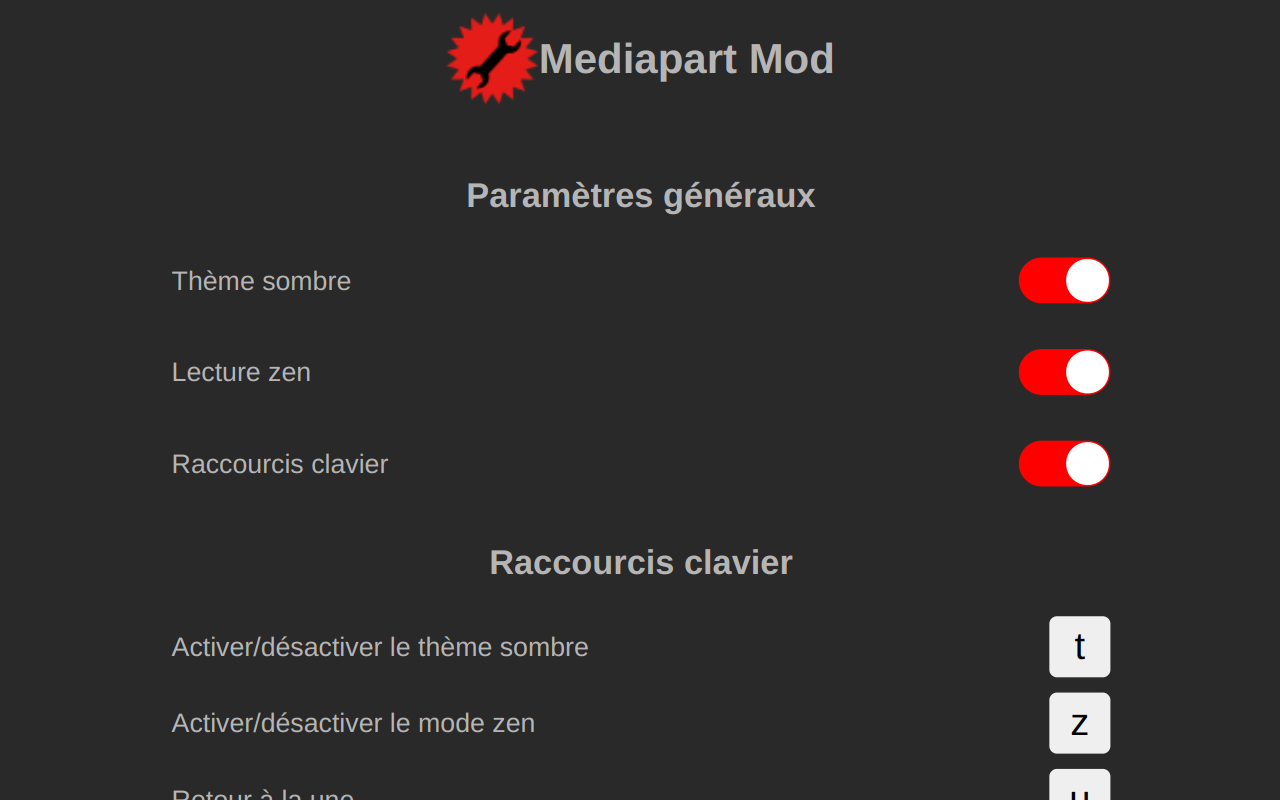 Mediapart Mod
Paramètres généraux
Thème sombre
Lecture zen
Raccourcis clavier
Raccourcis clavier
Activer/désactiver le thème sombre
t
Activer/désactiver le mode zen
z
Retour à la une
u